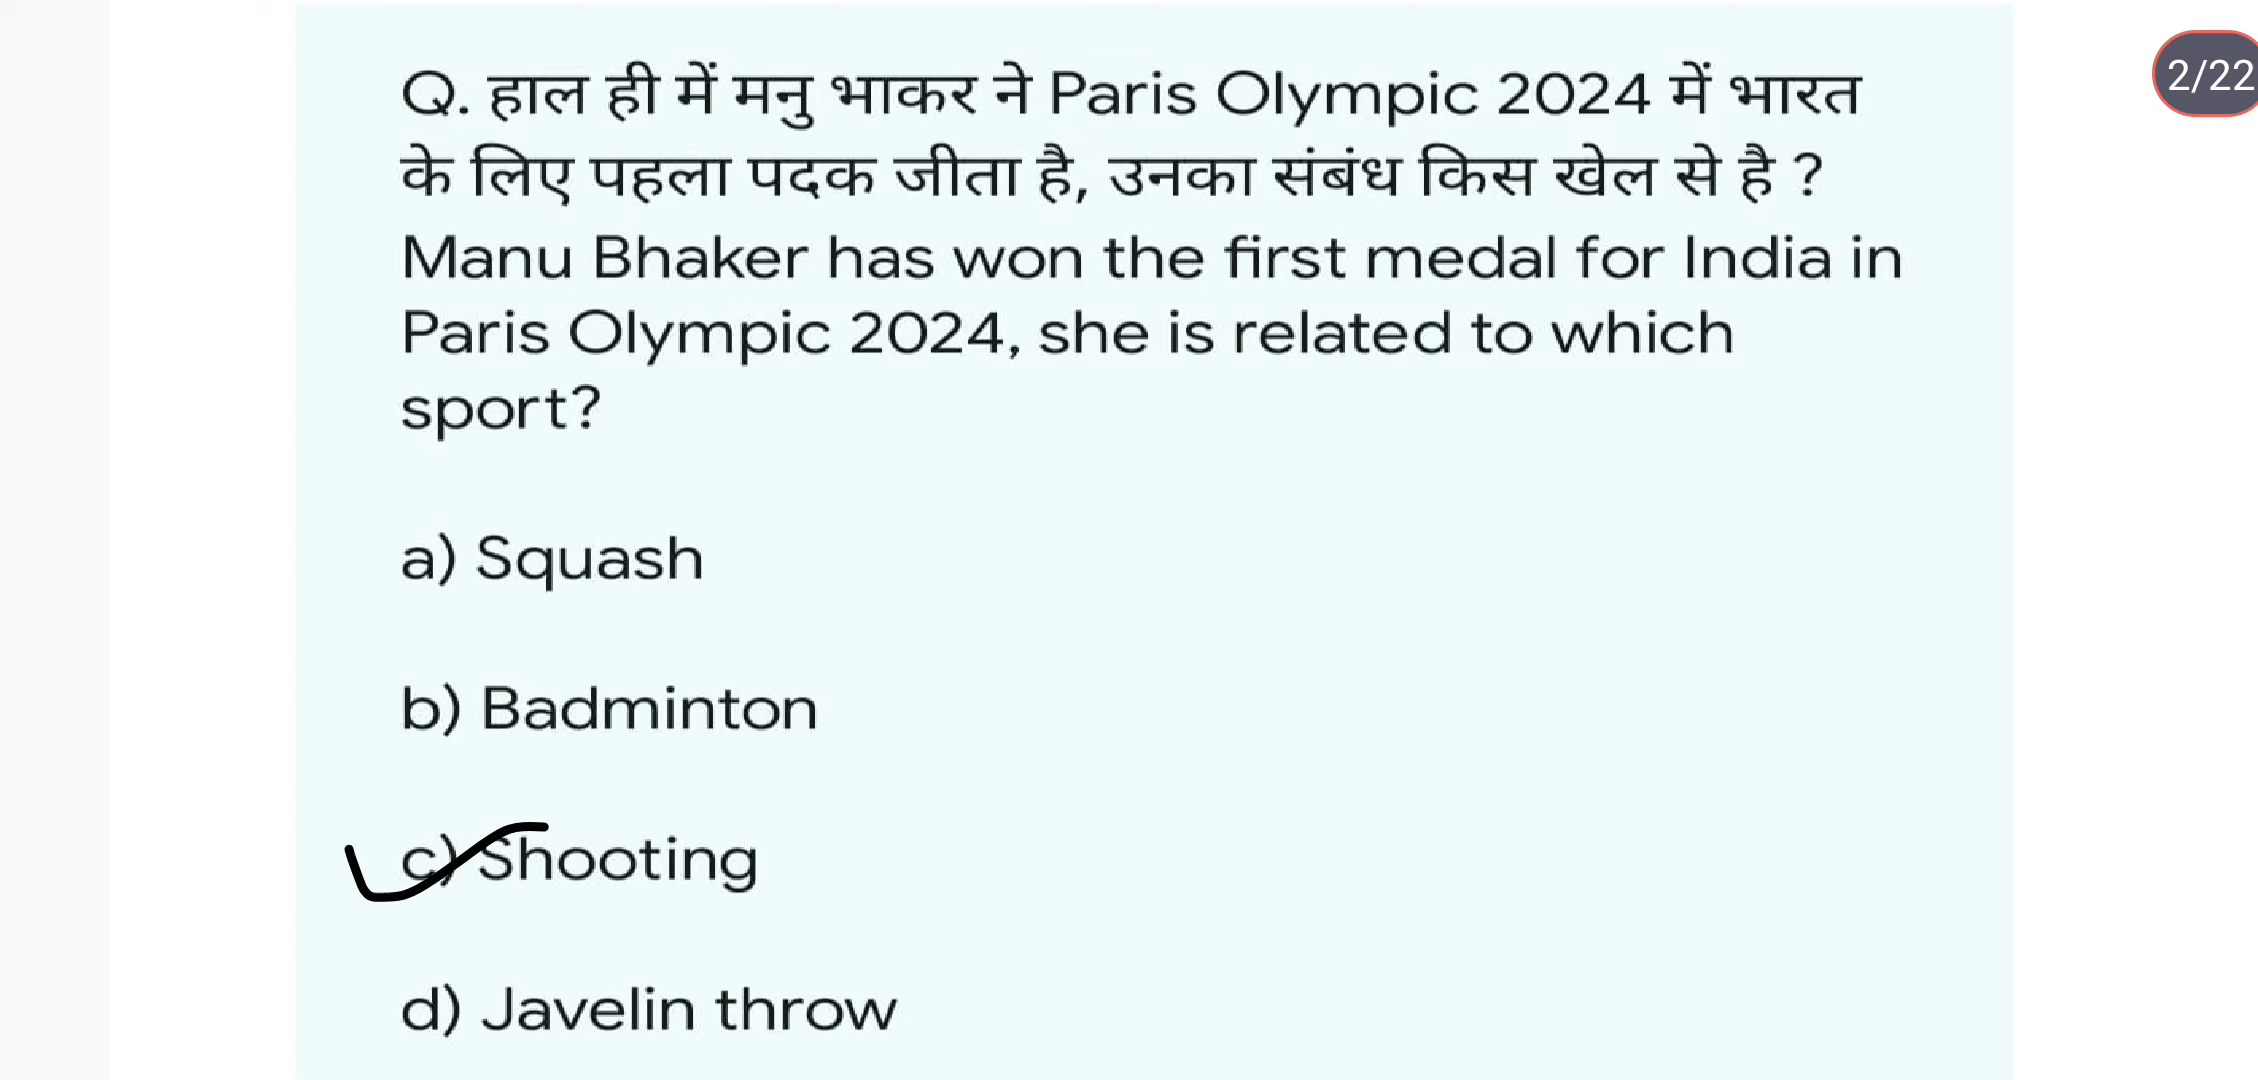 Q. हाल ही में मनु भाकर ने Paris Olympic 2024 में भारत
के लिए पहला पदक जीता है, उनका संबंध किस खेल से है ?
Manu Bhaker has won the first medal for India in
Paris Olympic 2024, she is related to which
sport?
a) Squash
b) Badminton
c) Shooting
d) Javelin throw
2/22